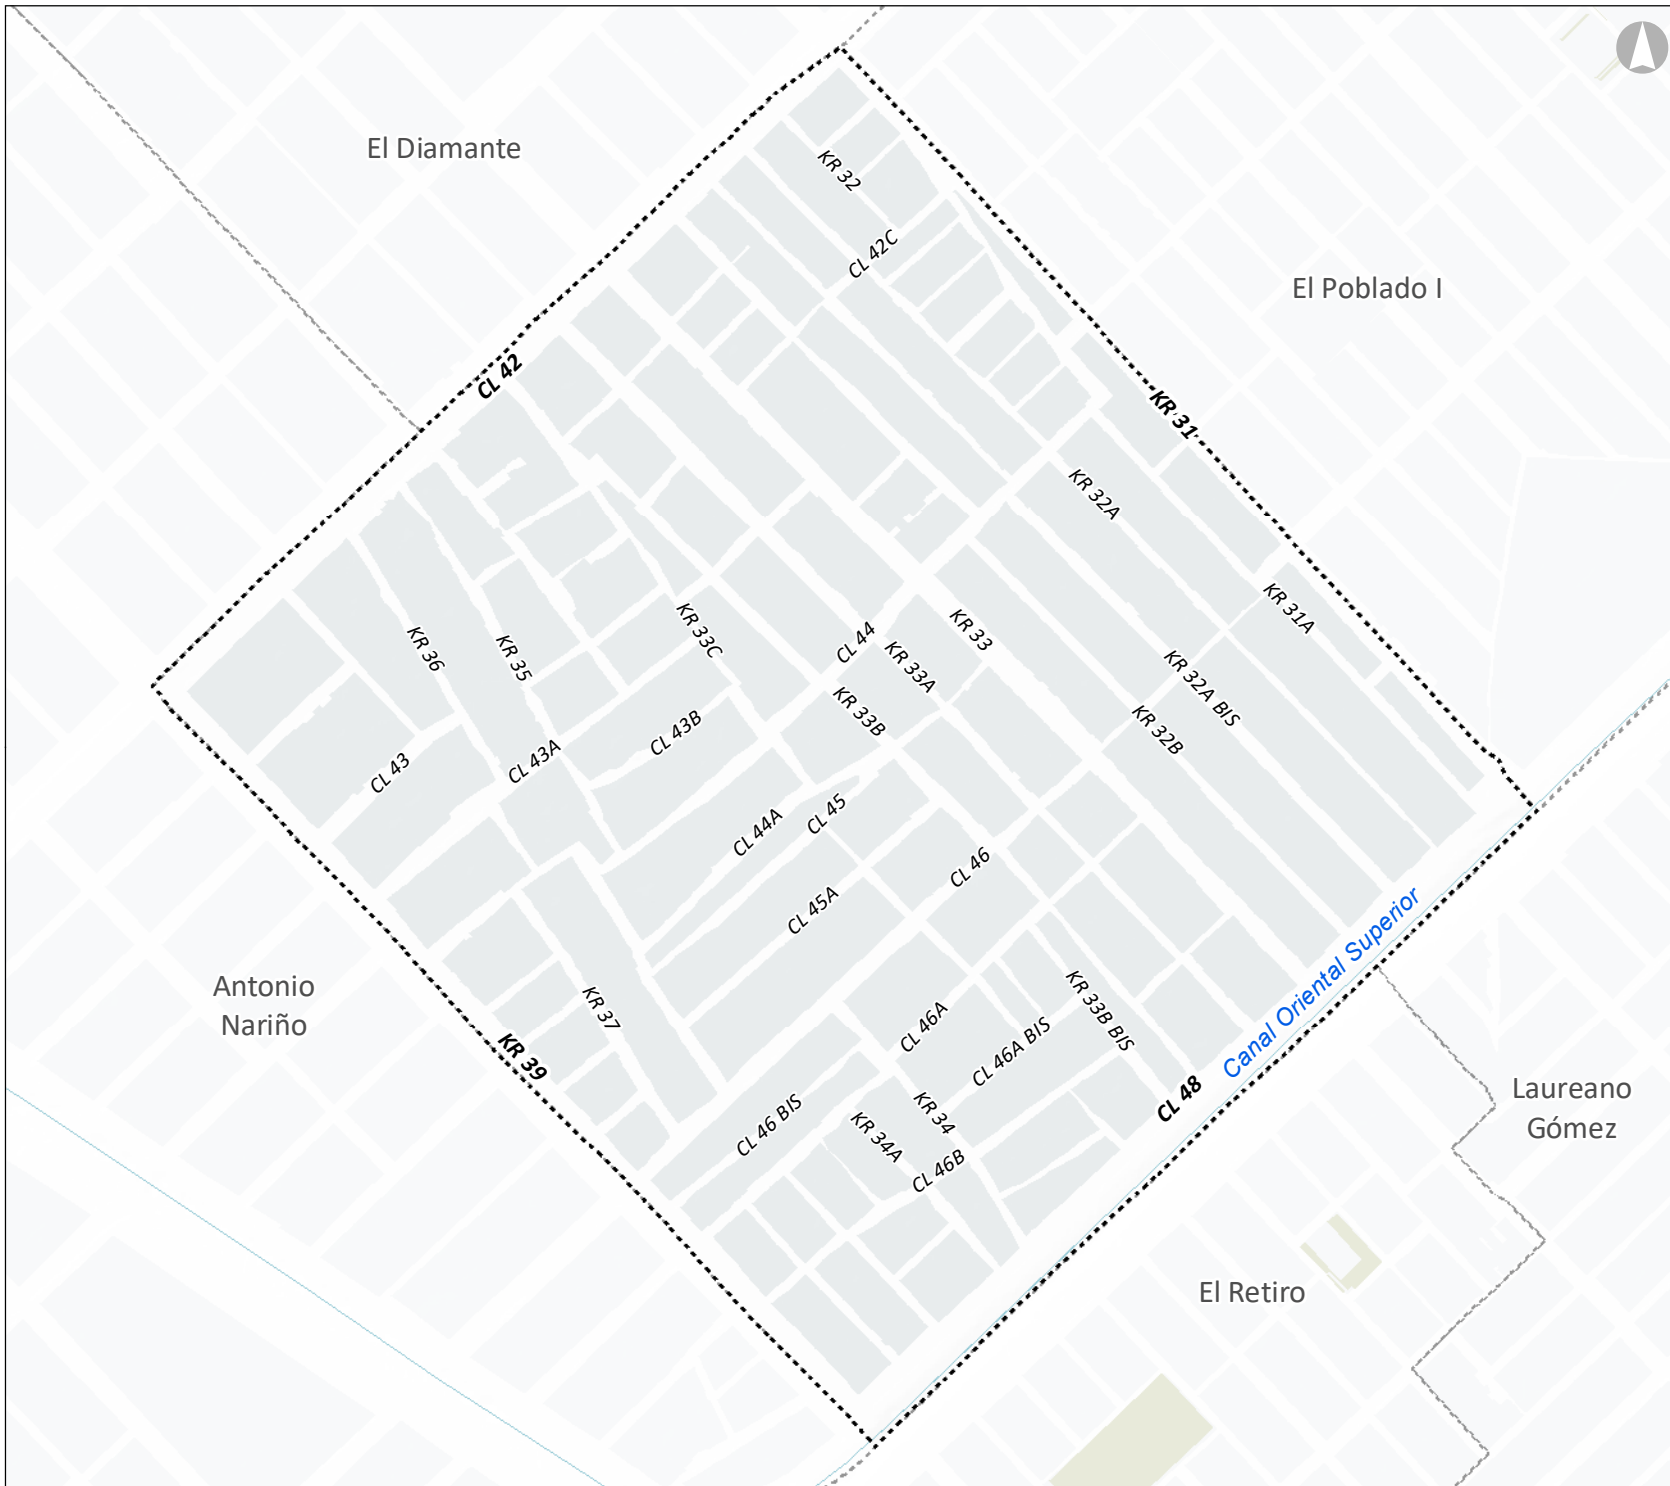 El Diamante
KR 32
CL 42C
El Poblado I
CL 42
KR 31
KR 32A
KR 31A
KR 33C
KR 33
CL 44
KR 36
KR 35
KR 33A
KR 32A BIS
KR 33B
CL 43B
KR 32B
CL 43A
CL 43
CL 45
CL 44A
CL 46
CL 45A
Canal Oriental Superior
Antonio
Nariño
KR 37
KR 33B BIS
CL 46A
CL 46A BIS
KR 39
CL 48
Laureano
Gómez
KR 34
CL 46 BIS
KR 34A
CL 46B
El Retiro